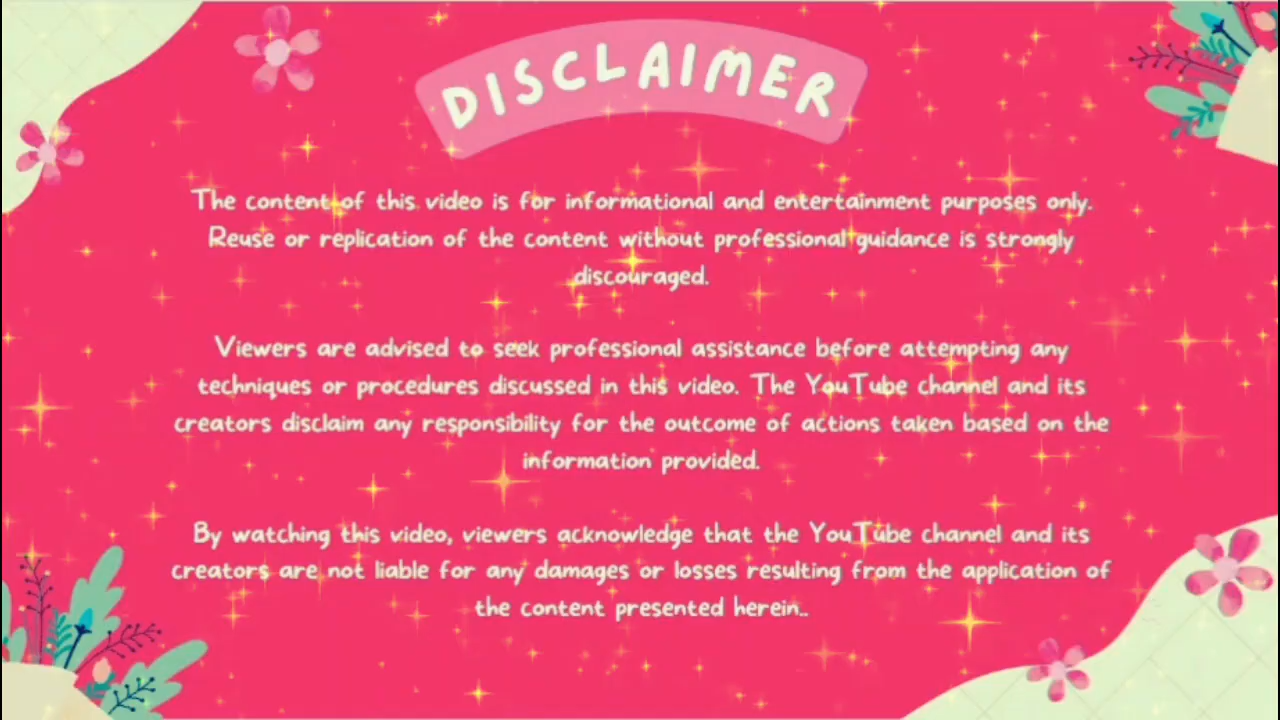 DISCLAIMER
The content of this video is for informational and entertainment purposes only.
Reuse or replication of the content without professional guidance is strongly
discouraged.
Viewers are advised to seek professional assistance before attempting any
techniques or procedures discussed in this video. The YouTube channel and its
creators disclaim any responsibility for the outcome of actions taken based on the
information provided.
By watching this video, viewers acknowledge that the YouTube channel and its
creators are not liable for any damages or losses resulting from the application of
the content presented herein..